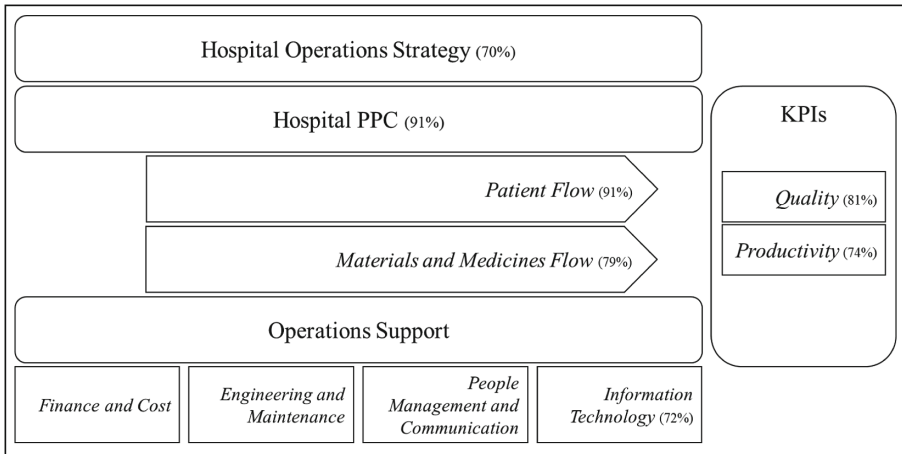 Hospital Operations Strategy (70%)
Hospital PPC (91%)
KPIs
Patient Flow (91%)
Quality (81%)
Materials and Medicines Flow (79%)
Productivity (74%)
Operations Support
Finance and Cost
Engineering and
Maintenance
People
Management and
Communication
Information
Technology (72%)